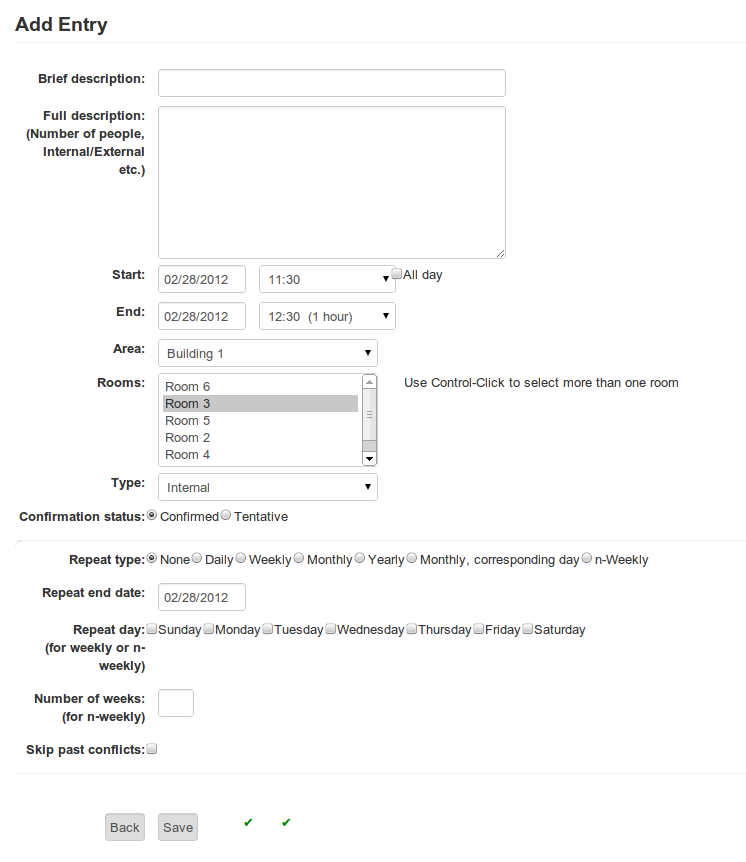 Add Entry
Brief description:
Full description:
(Number of people,
Internal/External
etc.)
Start: 02/28/2012 11:30 All day
End: 02/28/2012 12:30 (1 hour)
Area: Building 1
Rooms: Room 6 Use Control-Click to select more than one room
Room 3
Room 5
Room 2
Room 4
Type: Internal
Confirmation status: Confirmed Tentative
Repeat type: None Daily Weekly Monthly Yearly Monthly, corresponding day n-Weekly
Repeat end date: 02/28/2012
Repeat day: Sunday Monday Tuesday Wednesday Thursday Friday Saturday
(for weekly or n-
weekly)
Number of weeks:
(for n-weekly)
Skip past conflicts:
Back Save